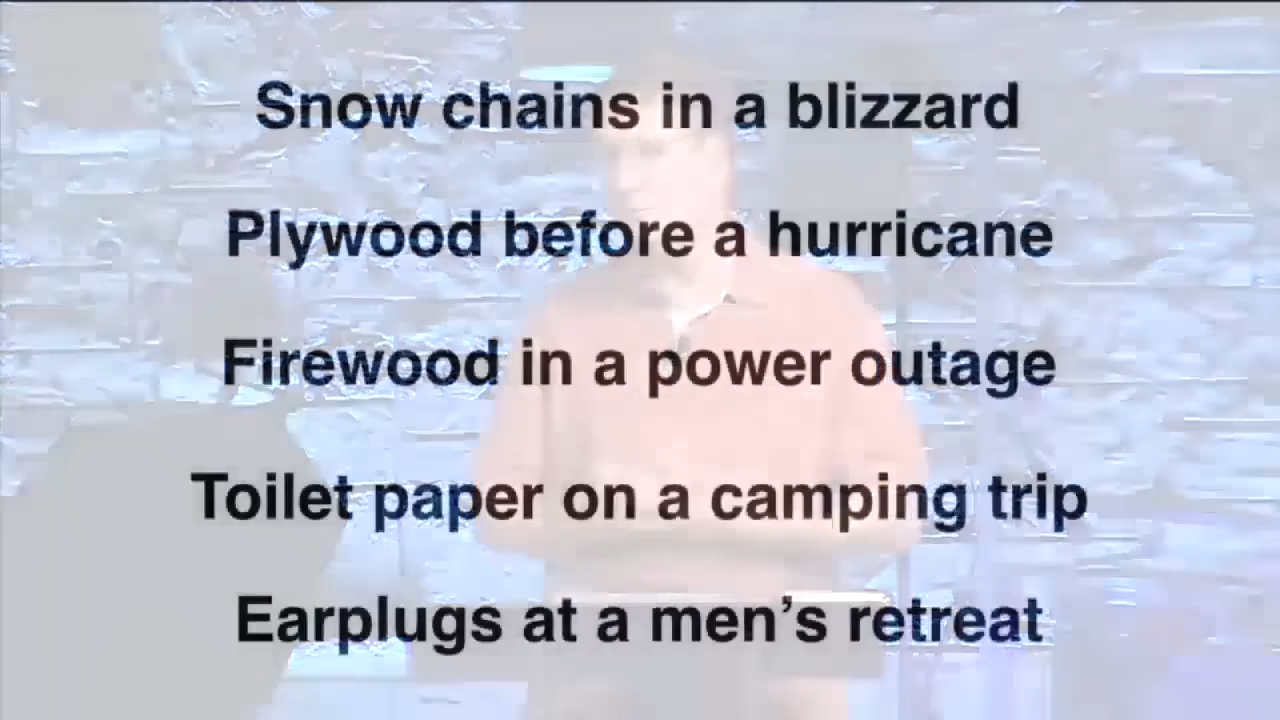 Snow chains in a blizzard
Plywood before a hurricane
Firewood in a power outage
Toilet paper on a camping trip
Earplugs at a men’s retreat